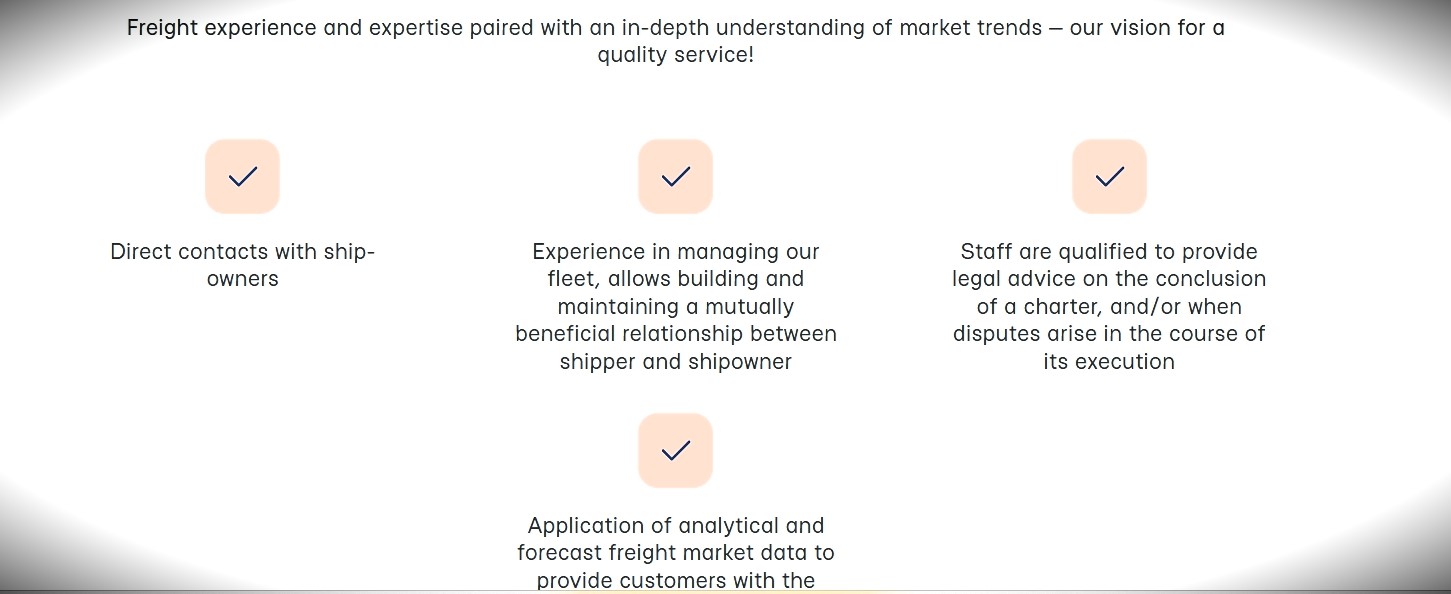 Freight experience and expertise paired with an in-depth understanding of market trends — our vision for a
quality service!
Direct contacts with ship-
owners
Experience in managing our
fleet, allows building and
maintaining a mutually
beneficial relationship between
shipper and shipowner
Staff are qualified to provide
legal advice on the conclusion
of a charter, and/or when
disputes arise in the course of
its execution
Application of analytical and
forecast freight market data to
provide customers with the